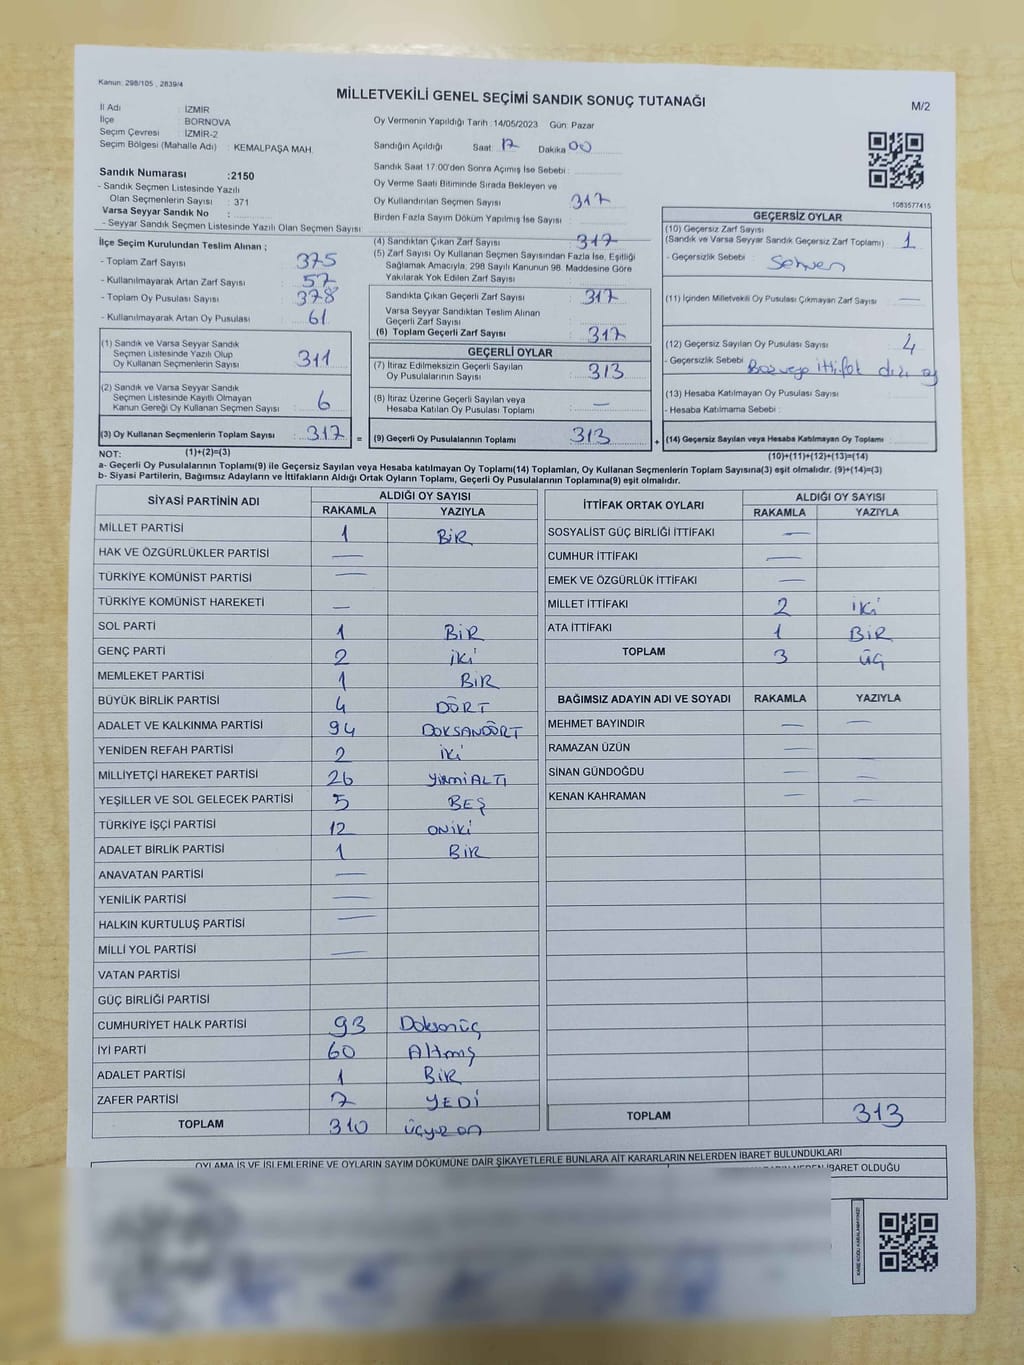 Kanun: 298/105 , 2839/4
MİLLETVEKİLİ GENEL SEÇİMİ SANDIK SONUÇ TUTANAĞI
M/2
İl Adı : İZMİR
İlçe : BORNOVA
Seçim Çevresi : İZMİR-2
Seçim Bölgesi (Mahalle Adı) : KEMALPAŞA MAH.
Sandık Numarası :2150
- Sandık Seçmen Listesinde Yazılı
Olan Seçmenlerin Sayısı : 371
Varsa Seyyar Sandık No :
- Seyyar Sandık Seçmen Listesinde Yazılı Olan Seçmen Sayısı
Oy Vermenin Yapıldığı Tarih : 14/05/2023 Gün: Pazar
Sandığın Açıldığı Saat 17 Dakika 00
Sandık Saat 17:00'den Sonra Açımış İse Sebebi :
Oy Verme Saati Bitiminde Sırada Bekleyen ve
Oy Kullandırılan Seçmen Sayısı 317
Birden Fazla Sayım Döküm Yapılmış İse Sayısı :
1083577415
İlçe Seçim Kurulundan Teslim Alınan ;
- Toplam Zarf Sayısı 375
- Kullanılmayarak Artan Zarf Sayısı 57
- Toplam Oy Pusulası Sayısı 378
- Kullanılmayarak Artan Oy Pusulası 61
(1) Sandık ve Varsa Seyyar Sandık
Seçmen Listesinde Yazılı Olup
Oy Kullanan Seçmenlerin Sayısı 311
(2) Sandık ve Varsa Seyyar Sandık
Seçmen Listesinde Kayıtlı Olmayan
Kanun Gereği Oy Kullanan Seçmen Sayısı 6
(3) Oy Kullanan Seçmenlerin Toplam Sayısı 317 =
(4) Sandıktan Çıkan Zarf Sayısı 317
(5) Zarf Sayısı Oy Kullanan Seçmen Sayısından Fazla İse, Eşitliği
Sağlamak Amacıyla, 298 Sayılı Kanunun 98. Maddesine Göre
Yakılarak Yok Edilen Zarf Sayısı :
Sandıkta Çıkan Geçerli Zarf Sayısı 317
Varsa Seyyar Sandıktan Teslim Alınan
Geçerli Zarf Sayısı :
(6) Toplam Geçerli Zarf Sayısı 317
GEÇERLİ OYLAR
(7) İtiraz Edilmeksizin Geçerli Sayılan
Oy Pusulalarının Sayısı 313
(8) İtiraz Üzerine Geçerli Sayılan veya
Hesaba Katılan Oy Pusulası Toplamı : —
(9) Geçerli Oy Pusulalarının Toplamı 313 +
GEÇERSİZ OYLAR
(10) Geçersiz Zarf Sayısı
(Sandık ve Varsa Seyyar Sandık Geçersiz Zarf Toplamı) 1
- Geçersizlik Sebebi : Sehven
(11) İçinden Milletvekili Oy Pusulası Çıkmayan Zarf Sayısı —
(12) Geçersiz Sayılan Oy Pusulası Sayısı 4
- Geçersizlik Sebebi ittifak dışı oy
(13) Hesaba Katılmayan Oy Pusulası Sayısı
- Hesaba Katılmama Sebebi :
(14) Geçersiz Sayılan veya Hesaba Katılmayan Oy Toplamı
NOT: (1)+(2)=(3) (10)+(11)+(12)+(13)=(14)
a- Geçerli Oy Pusulalarının Toplamı(9) ile Geçersiz Sayılan veya Hesaba katılmayan Oy Toplamı(14) Toplamları, Oy Kullanan Seçmenlerin Toplam Sayısına(3) eşit olmalıdır. (9)+(14)=(3)
b- Siyasi Partilerin, Bağımsız Adayların ve İttifakların Aldığı Ortak Oyların Toplamı, Geçerli Oy Pusulalarının Toplamına(9) eşit olmalıdır.
SİYASİ PARTİNİN ADI ALDIĞI OY SAYISI
RAKAMLA YAZIYLA
MİLLET PARTİSİ 1 BİR
HAK VE ÖZGÜRLÜKLER PARTİSİ —
TÜRKİYE KOMÜNİST PARTİSİ —
TÜRKİYE KOMÜNİST HAREKETİ —
SOL PARTİ 1 BİR
GENÇ PARTİ 2 iki
MEMLEKET PARTİSİ 1 BİR
BÜYÜK BİRLİK PARTİSİ 4 DÖRT
ADALET VE KALKINMA PARTİSİ 94 DOKSANDÖRT
YENİDEN REFAH PARTİSİ 2 iki
MİLLİYETÇİ HAREKET PARTİSİ 26 YirmiALTI
YEŞİLLER VE SOL GELECEK PARTİSİ 5 BEŞ
TÜRKİYE İŞÇİ PARTİSİ 12 ONiki
ADALET BİRLİK PARTİSİ 1 BİR
ANAVATAN PARTİSİ —
YENİLİK PARTİSİ —
HALKIN KURTULUŞ PARTİSİ —
MİLLİ YOL PARTİSİ —
VATAN PARTİSİ
GÜÇ BİRLİĞİ PARTİSİ
CUMHURİYET HALK PARTİSİ 93 Doksanüç
İYİ PARTİ 60 Altmış
ADALET PARTİSİ 1 BİR
ZAFER PARTİSİ 7 YEDİ
TOPLAM 310 üçyüz on
İTTİFAK ORTAK OYLARI ALDIĞI OY SAYISI
RAKAMLA YAZIYLA
SOSYALİST GÜÇ BİRLİĞİ İTTİFAKI —
CUMHUR İTTİFAKI —
EMEK VE ÖZGÜRLÜK İTTİFAKI —
MİLLET İTTİFAKI 2 iki
ATA İTTİFAKI 1 BİR
TOPLAM 3 üç
BAĞIMSIZ ADAYIN ADI VE SOYADI RAKAMLA YAZIYLA
MEHMET BAYINDIR — —
RAMAZAN ÜZÜN —
SİNAN GÜNDOĞDU — —
KENAN KAHRAMAN — —
TOPLAM 313
OYLAMA İŞ VE İŞLEMLERİNE VE OYLARIN SAYIM DÖKÜMÜNE DAİR ŞİKAYETLERLE BUNLARA AİT KARARLARIN NELERDEN İBARET BULUNDUKLARI
İBARET OLDUĞU
KARE KODU KARALAMAYINIZ!